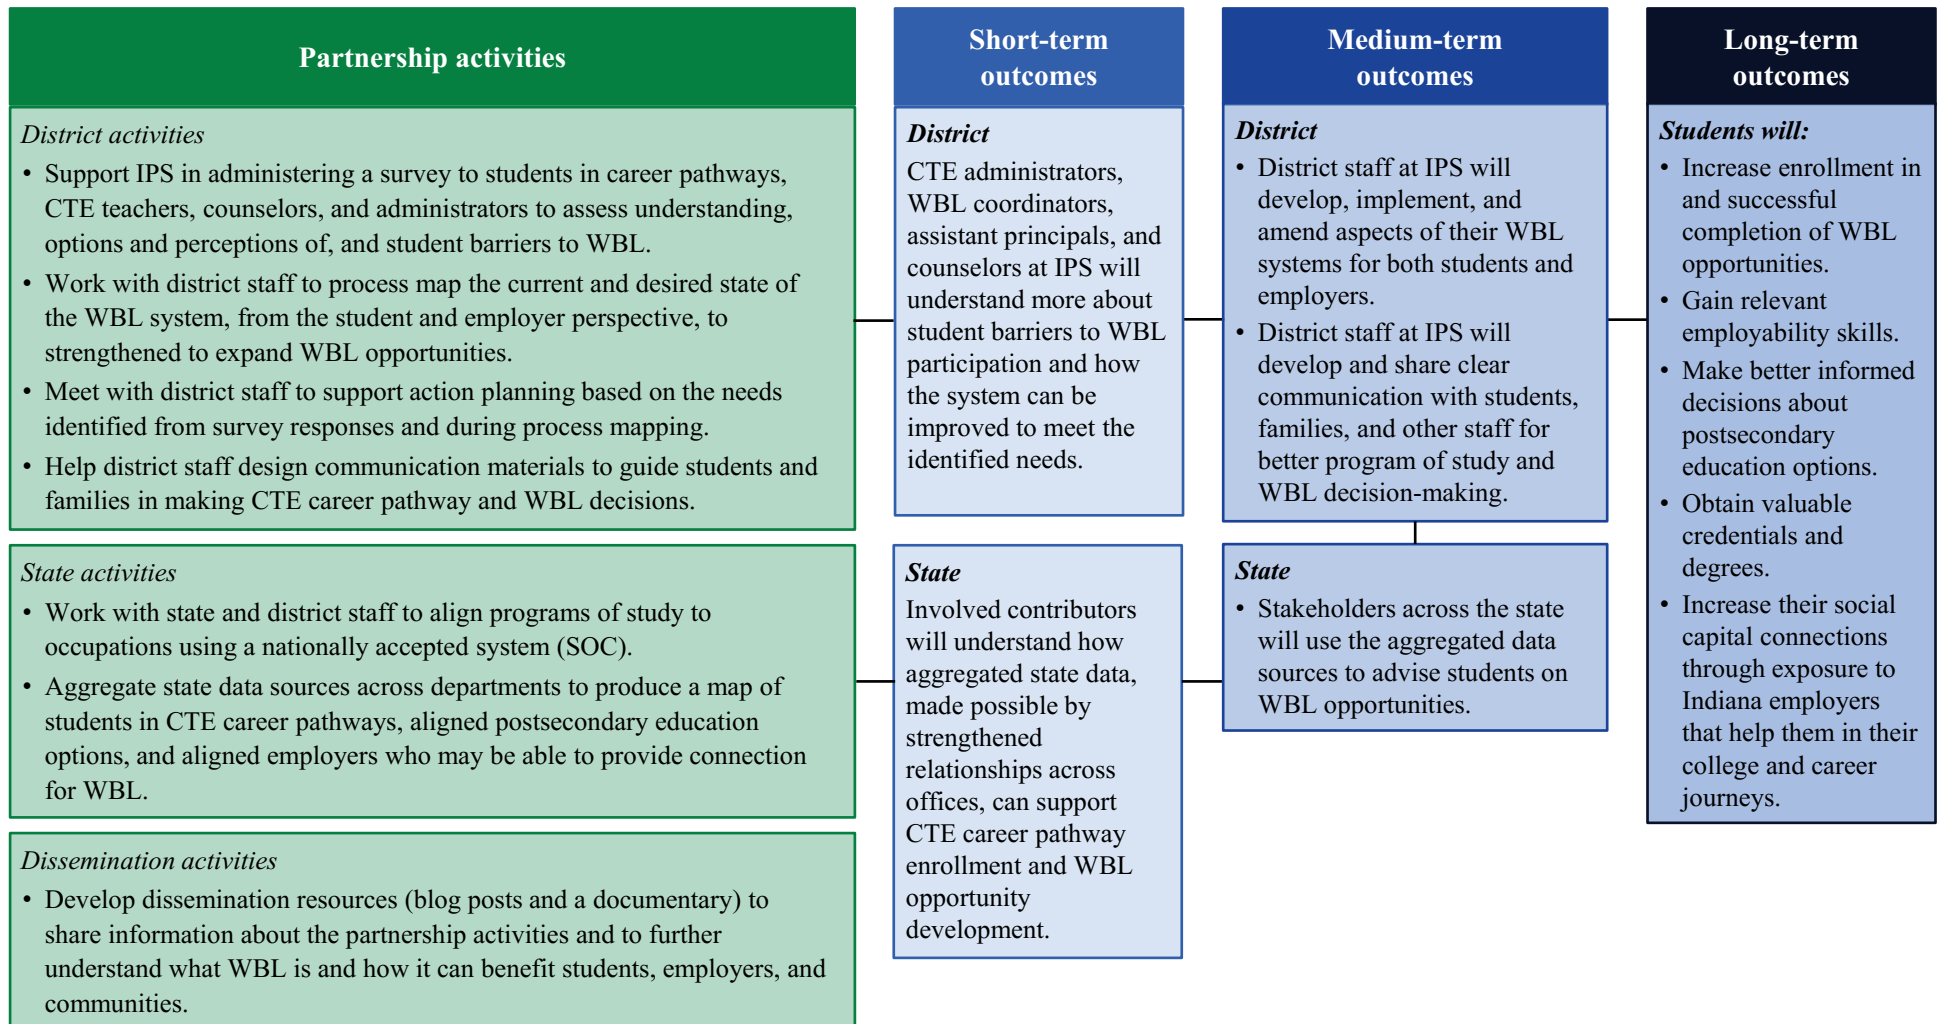 Partnership activities
District activities
• Support IPS in administering a survey to students in career pathways,
CTE teachers, counselors, and administrators to assess understanding,
options and perceptions of, and student barriers to WBL.
• Work with district staff to process map the current and desired state of
the WBL system, from the student and employer perspective, to
strengthened to expand WBL opportunities.
• Meet with district staff to support action planning based on the needs
identified from survey responses and during process mapping.
• Help district staff design communication materials to guide students and
families in making CTE career pathway and WBL decisions.
State activities
• Work with state and district staff to align programs of study to
occupations using a nationally accepted system (SOC).
• Aggregate state data sources across departments to produce a map of
students in CTE career pathways, aligned postsecondary education
options, and aligned employers who may be able to provide connection
for WBL.
Dissemination activities
• Develop dissemination resources (blog posts and a documentary) to
share information about the partnership activities and to further
understand what WBL is and how it can benefit students, employers, and
communities.
Short-term
outcomes
District
CTE administrators,
WBL coordinators,
assistant principals, and
counselors at IPS will
understand more about
student barriers to WBL
participation and how
the system can be
improved to meet the
identified needs.
State
Involved contributors
will understand how
aggregated state data,
made possible by
strengthened
relationships across
offices, can support
CTE career pathway
enrollment and WBL
opportunity
development.
Medium-term
outcomes
District
• District staff at IPS will
develop, implement, and
amend aspects of their WBL
systems for both students and
employers.
• District staff at IPS will
develop and share clear
communication with students,
families, and other staff for
better program of study and
WBL decision-making.
State
• Stakeholders across the state
will use the aggregated data
sources to advise students on
WBL opportunities.
Long-term
outcomes
Students will:
• Increase enrollment in
and successful
completion of WBL
opportunities.
• Gain relevant
employability skills.
• Make better informed
decisions about
postsecondary
education options.
• Obtain valuable
credentials and
degrees.
• Increase their social
capital connections
through exposure to
Indiana employers
that help them in their
college and career
journeys.